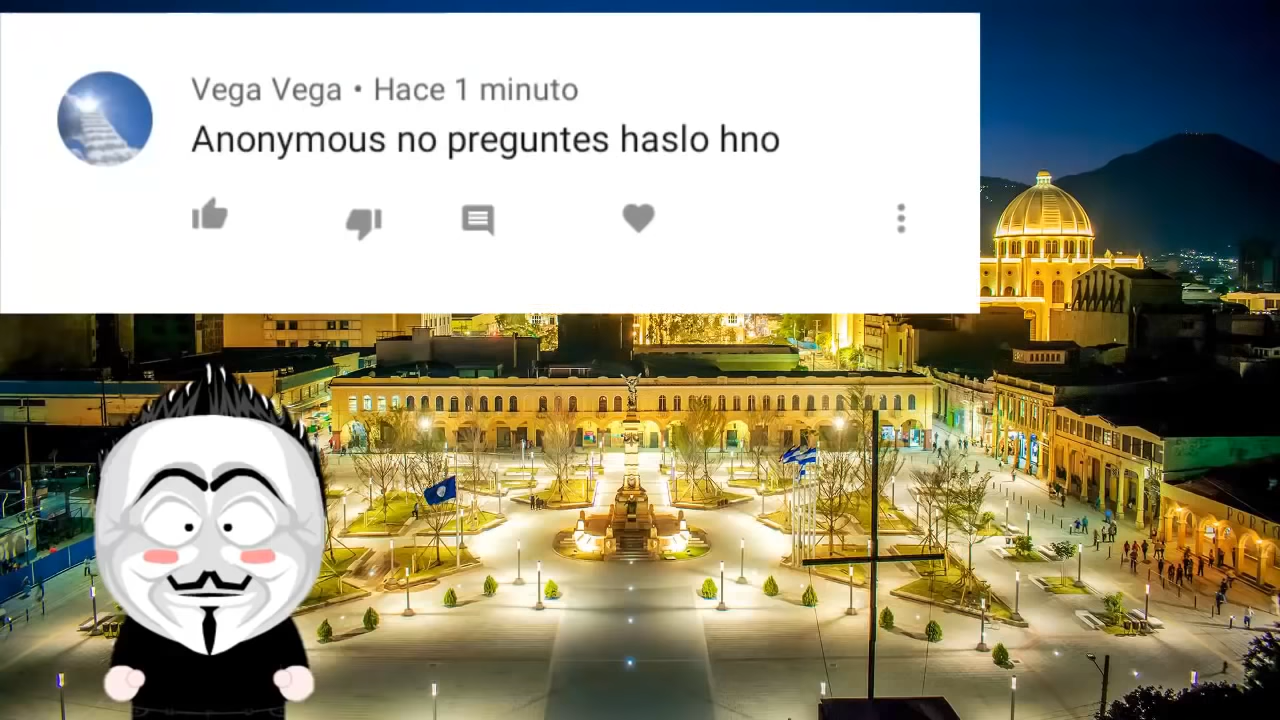 Vega Vega • Hace 1 minuto
Anonymous no preguntes haslo hno